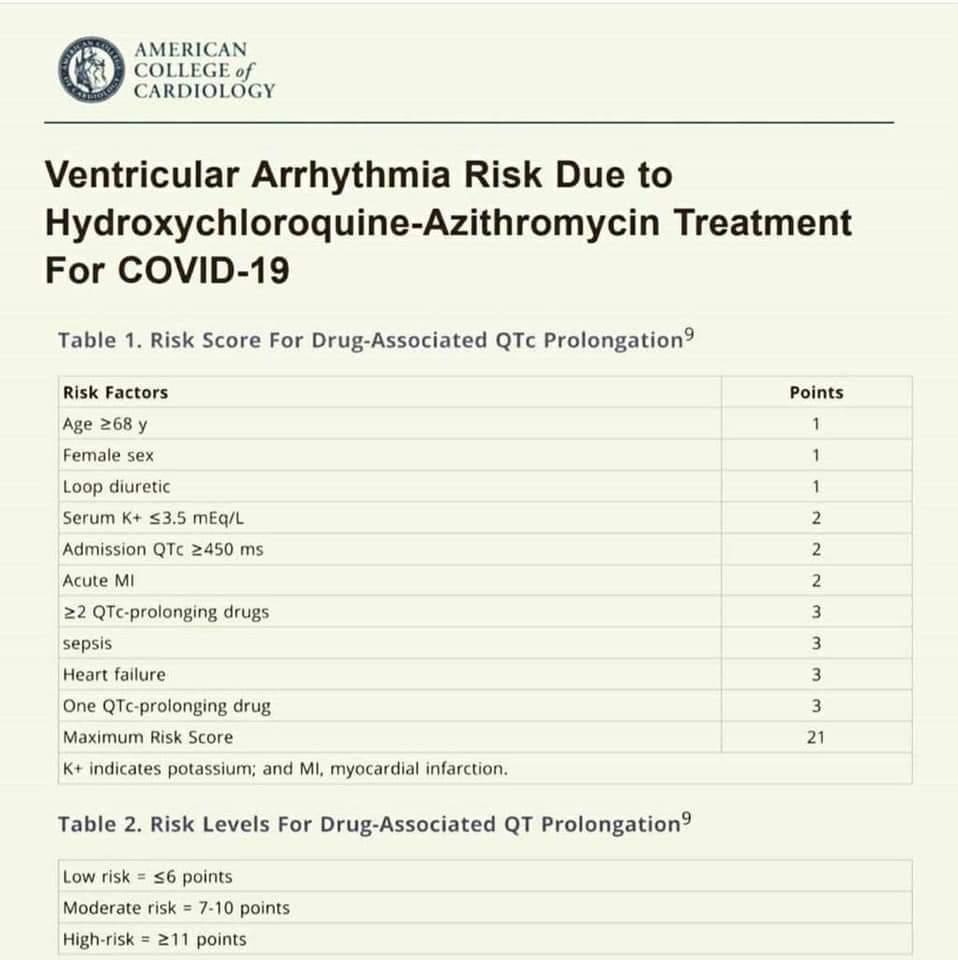 AMERICAN
COLLEGE of
CARDIOLOGY
Ventricular Arrhythmia Risk Due to
Hydroxychloroquine-Azithromycin Treatment
For COVID-19
Table 1. Risk Score For Drug-Associated QTc Prolongation⁹
Risk Factors Points
Age ≥68 y 1
Female sex 1
Loop diuretic 1
Serum K+ ≤3.5 mEq/L 2
Admission QTc ≥450 ms 2
Acute MI 2
≥2 QTc-prolonging drugs 3
sepsis 3
Heart failure 3
One QTc-prolonging drug 3
Maximum Risk Score 21
K+ indicates potassium; and MI, myocardial infarction.
Table 2. Risk Levels For Drug-Associated QT Prolongation⁹
Low risk = ≤6 points
Moderate risk = 7-10 points
High-risk = ≥11 points